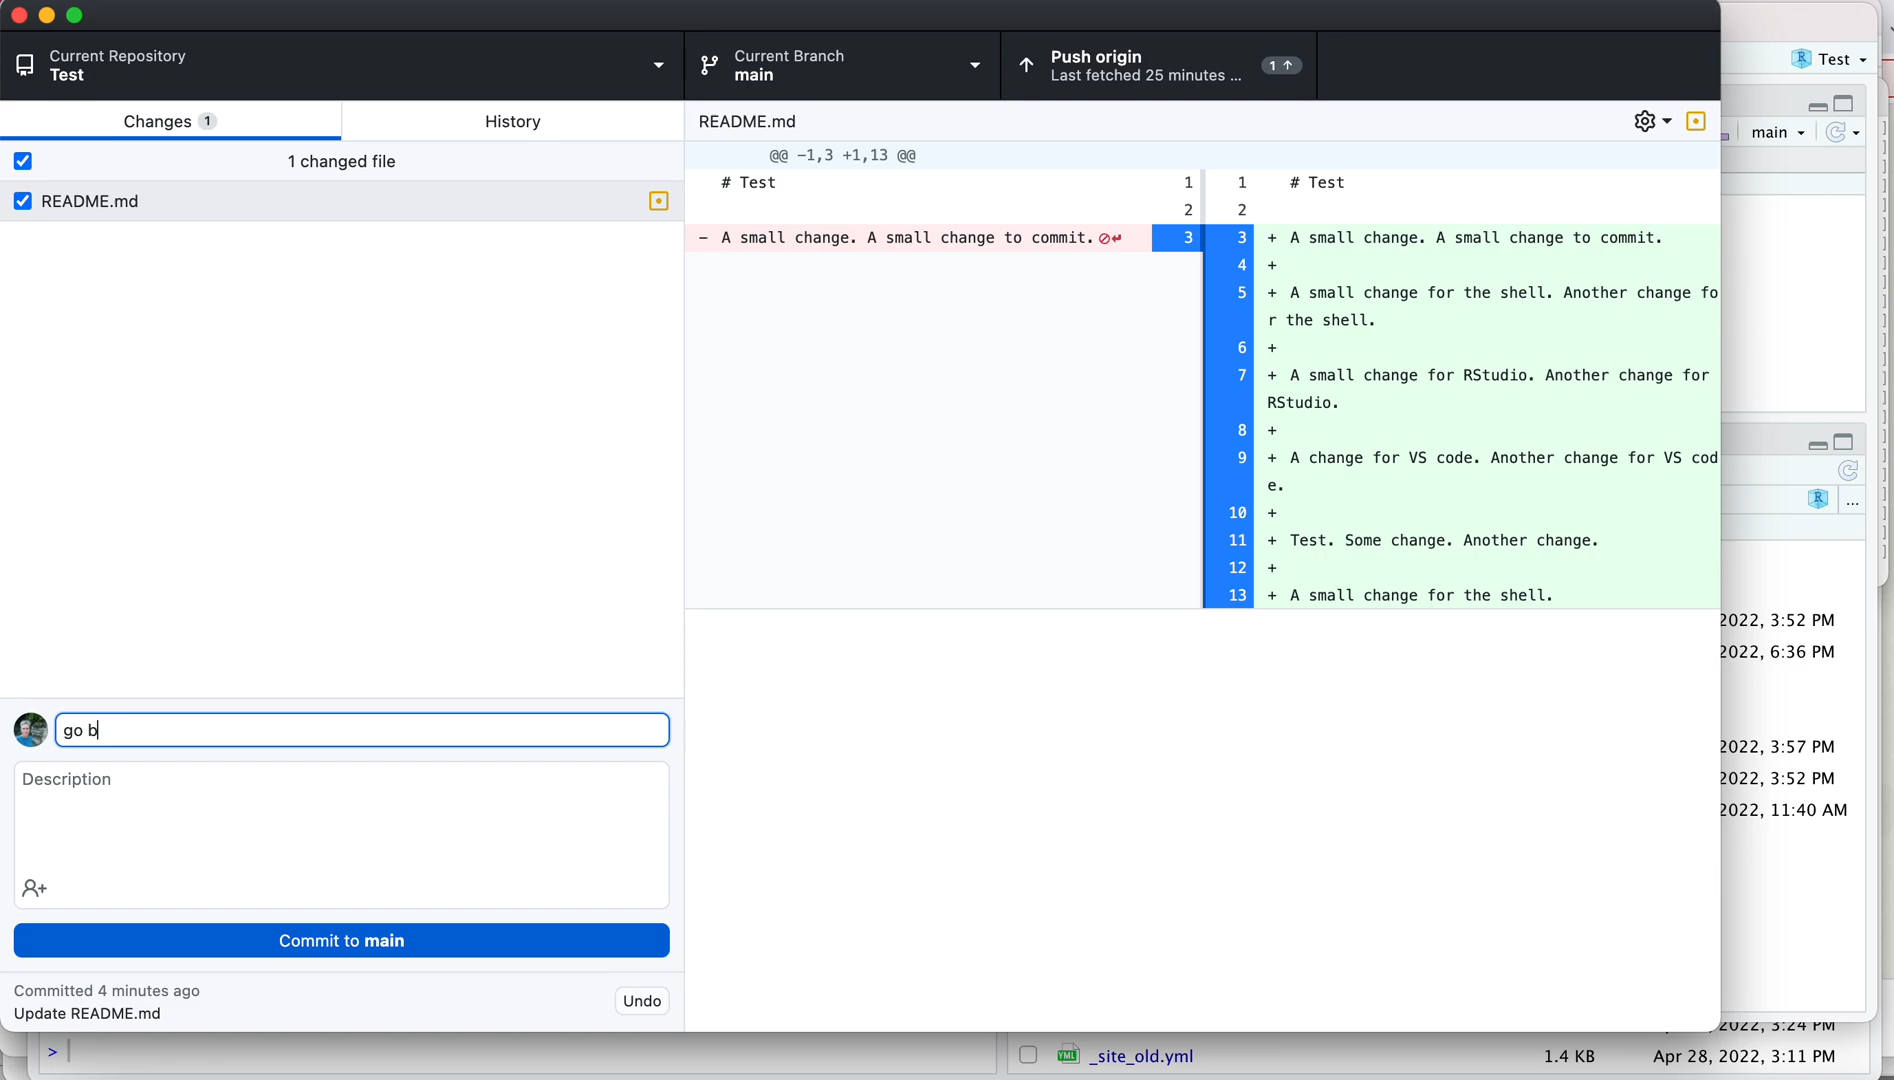 Current Repository
Test
Current Branch
main
Push origin
Last fetched 25 minutes ...
1
Test
Changes 1
History
README.md
main
1 changed file
@@ -1,3 +1,13 @@
README.md
# Test 1
2
- A small change. A small change to commit. 3
1 # Test
2
3 + A small change. A small change to commit.
4 +
5 + A small change for the shell. Another change fo
r the shell.
6 +
7 + A small change for RStudio. Another change for
RStudio.
8 +
9 + A change for VS code. Another change for VS cod
e.
10 +
11 + Test. Some change. Another change.
12 +
13 + A small change for the shell.
R
...
2022, 3:52 PM
2022, 6:36 PM
2022, 3:57 PM
2022, 3:52 PM
2022, 11:40 AM
go b
Description
Commit to main
Committed 4 minutes ago
Update README.md
Undo
2022, 3:24 PM
>
YML _site_old.yml 1.4 KB Apr 28, 2022, 3:11 PM